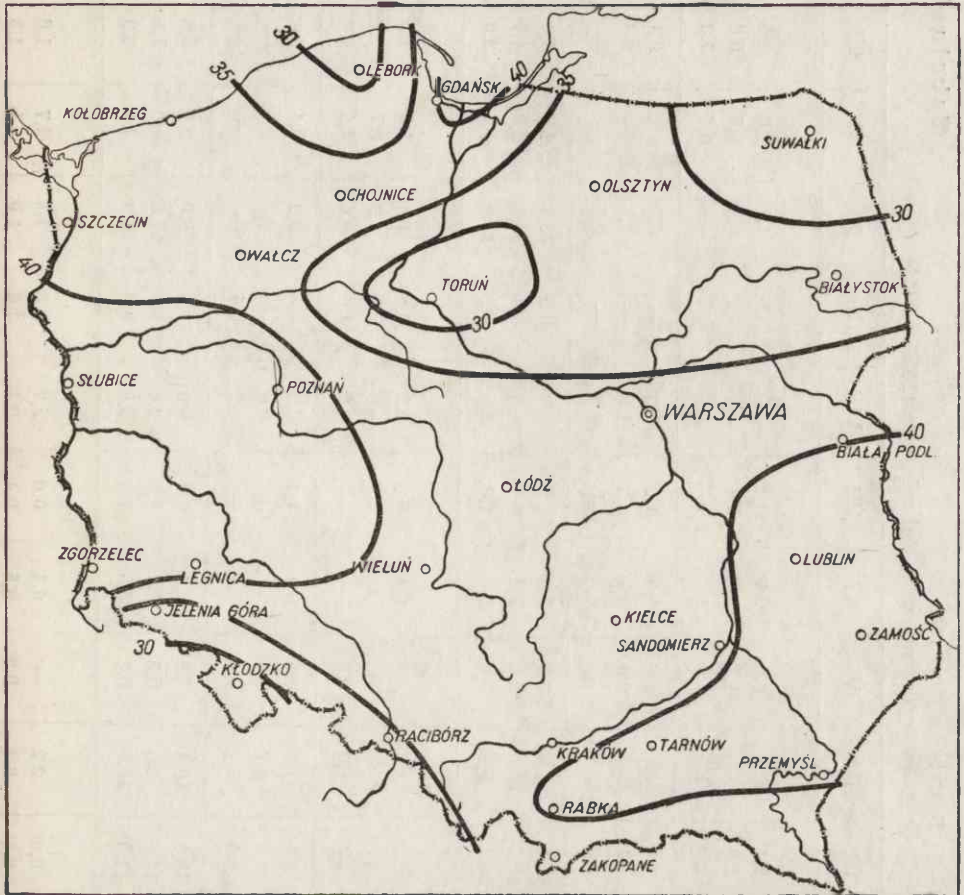 30
LĘBORK
35
GDAŃSK
40
35
KOŁOBRZEG
SUWAŁKI
CHOJNICE
OLSZTYN
30
SZCZECIN
WAŁCZ
40
TORUŃ
BIAŁYSTOK
30
SŁUBICE
POZNAŃ
WARSZAWA
40
BIAŁA PODL
ŁÓDŹ
ZGORZELEC
LEGNICA
WIELUŃ
LUBLIN
JELENIA GÓRA
KIELCE
ZAMOŚĆ
30
SANDOMIERZ
KŁODZKO
RACIBÓRZ
KRAKÓW
TARNÓW
PRZEMYŚL
RABKA
ZAKOPANE